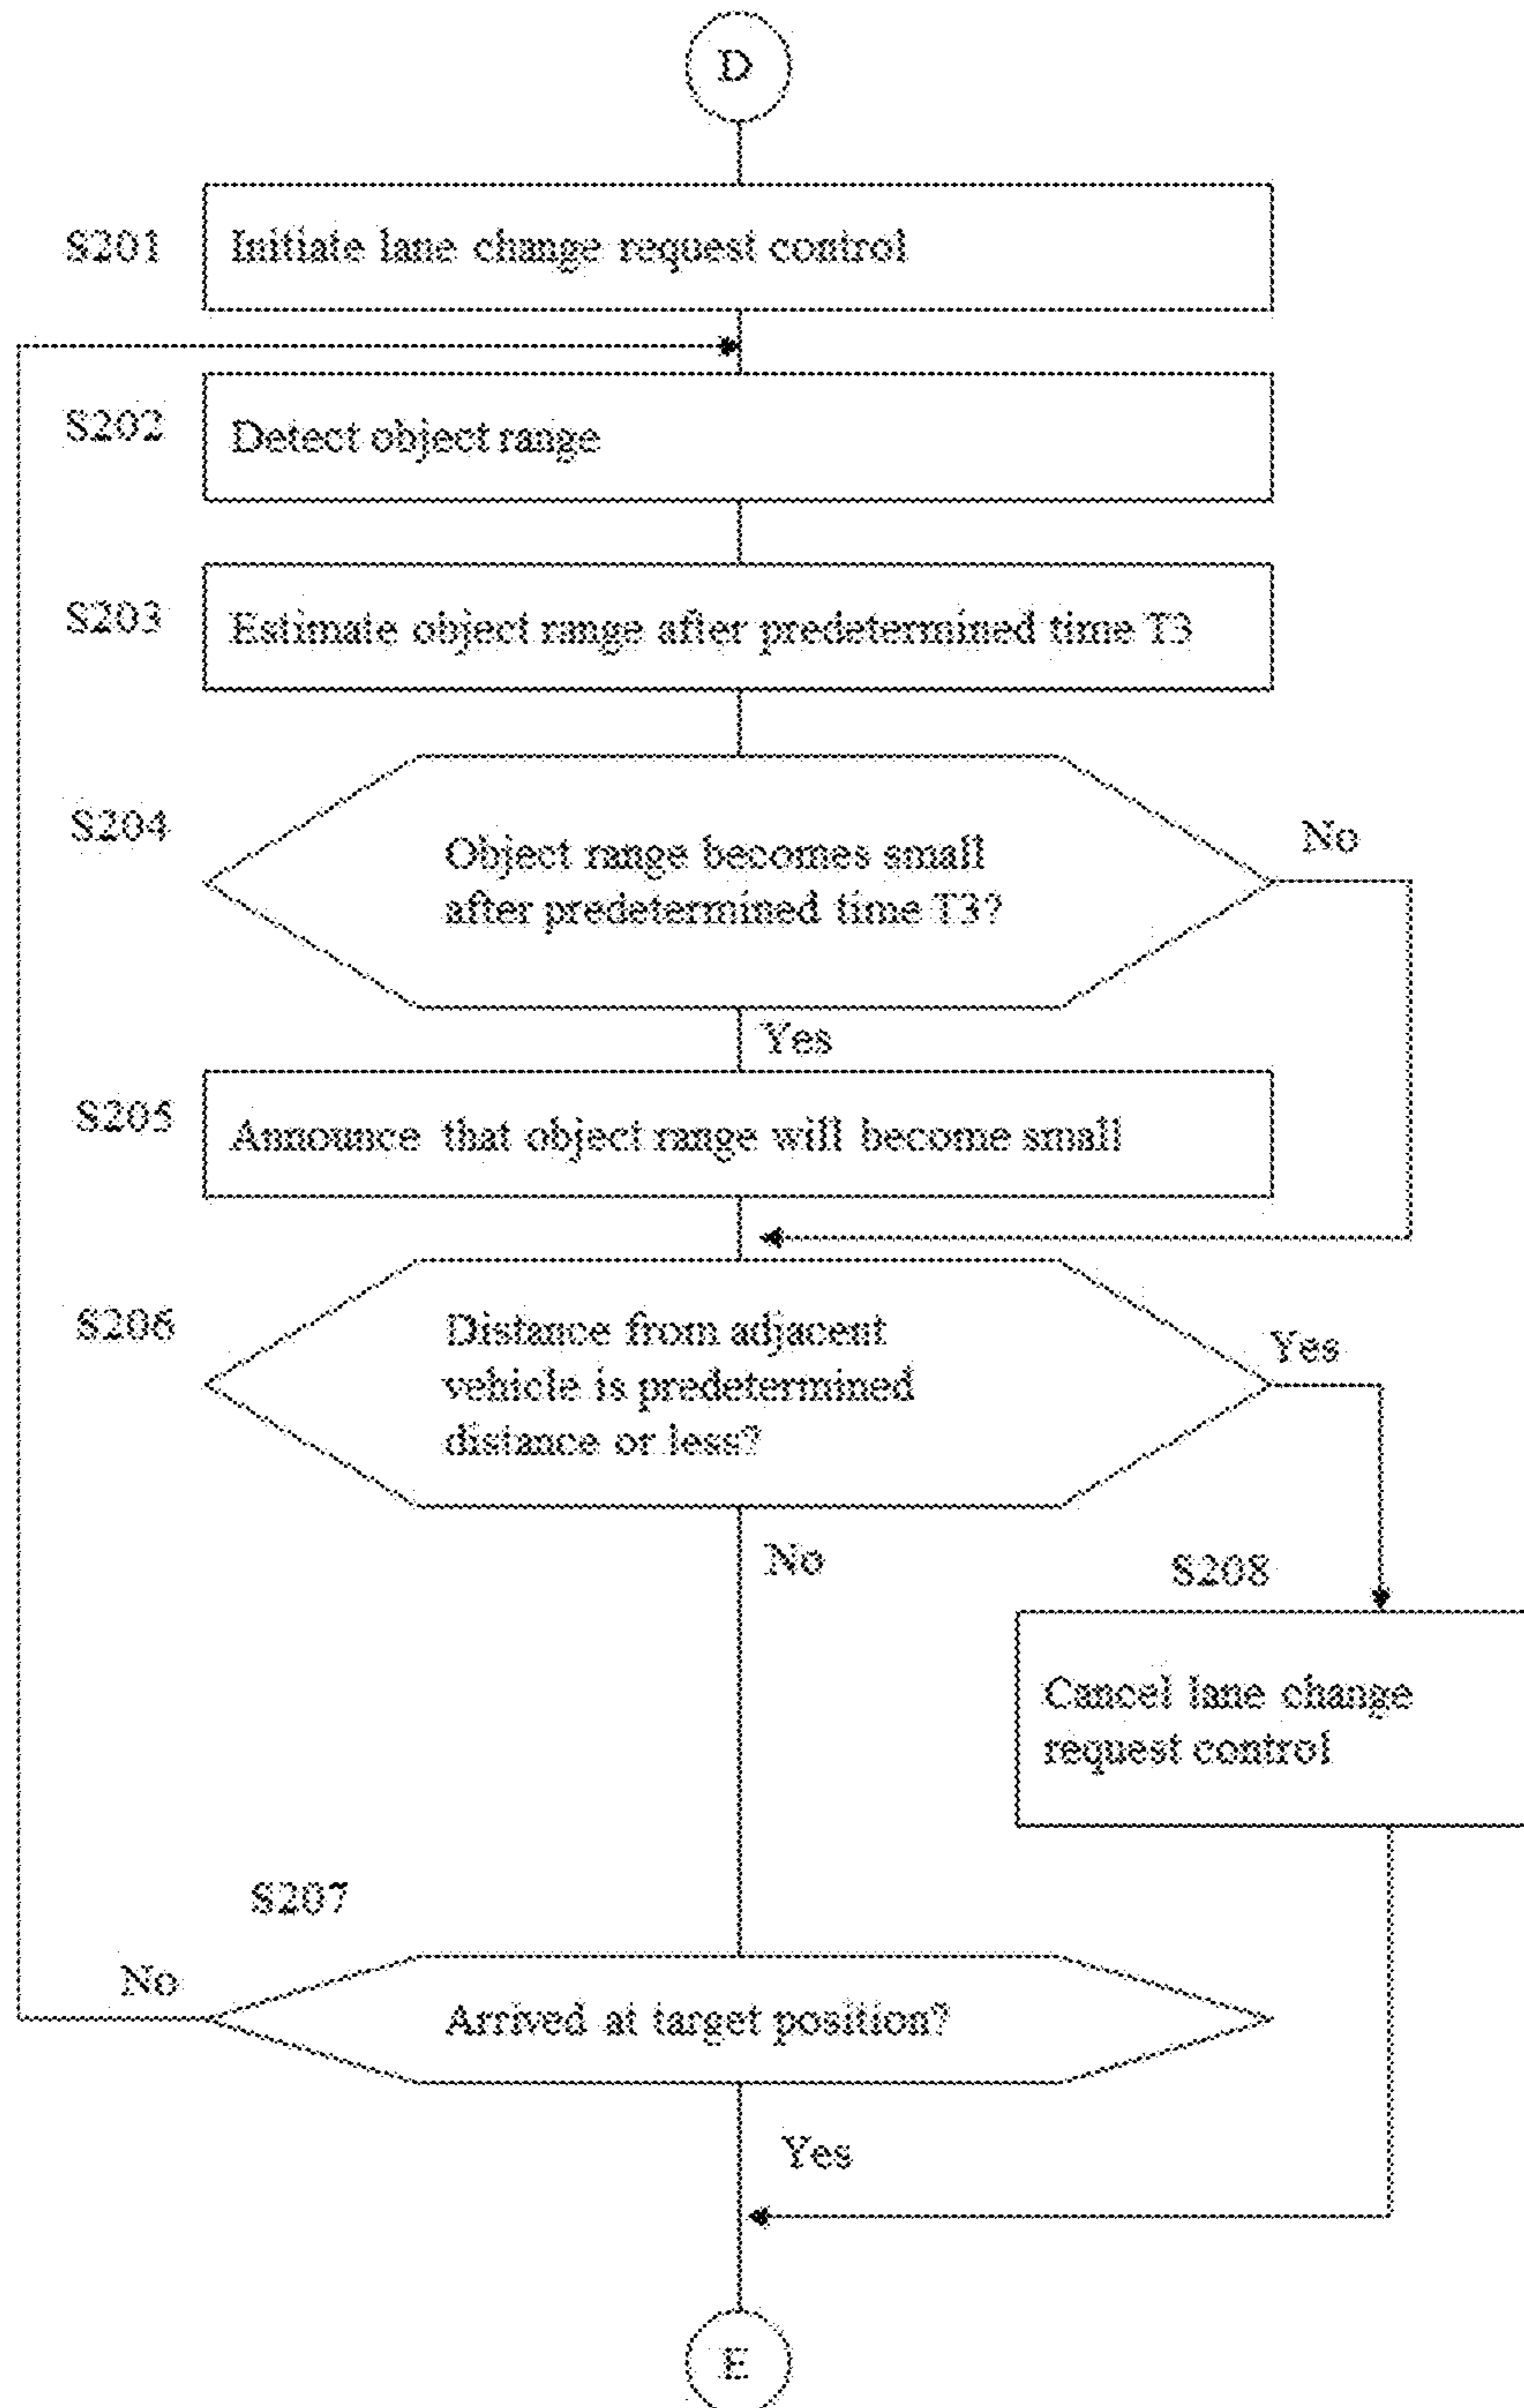 D
S201
Initiate lane change request control
S202
Detect object range
S203
Estimate object range after predetermined time T3
S204
Object range becomes small
after predetermined time T3?
No
Yes
S205
Announce that object range will become small
S206
Distance from adjacent
vehicle is predetermined
distance or less?
Yes
No
S208
Cancel lane change
request control
S207
No
Arrived at target position?
Yes
E